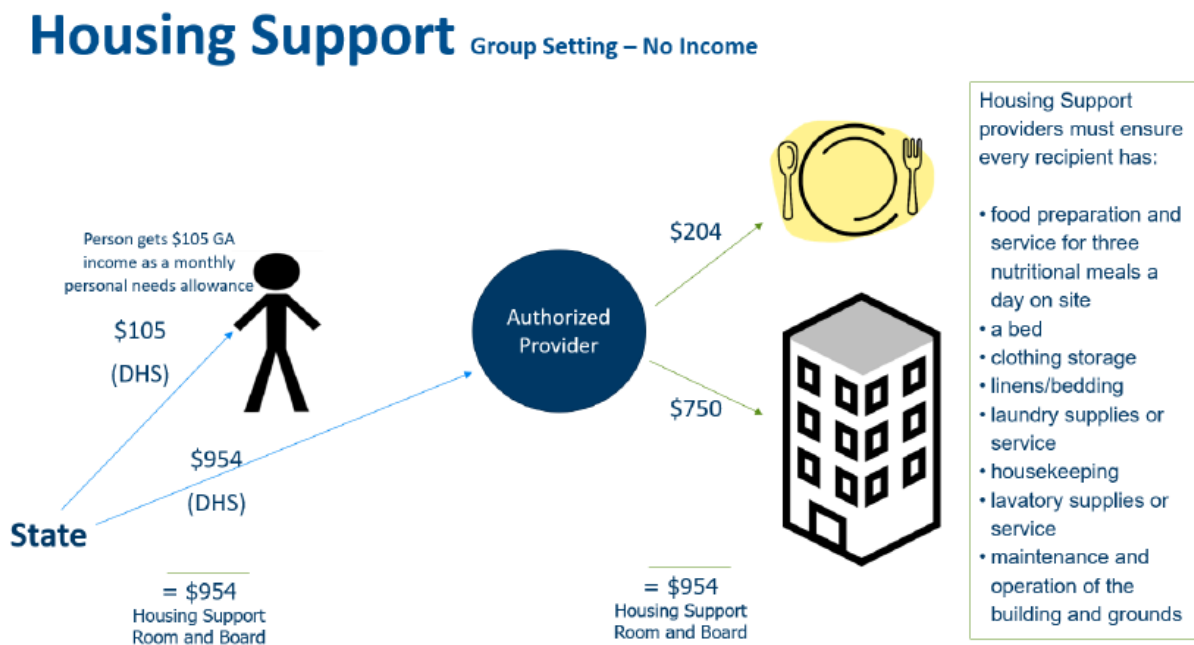 Housing Support Group Setting – No Income
Person gets $105 GA
income as a monthly
personal needs allowance
$105
(DHS)
$954
(DHS)
State
= $954
Housing Support
Room and Board
Authorized
Provider
$204
$750
= $954
Housing Support
Room and Board
Housing Support
providers must ensure
every recipient has:
• food preparation and
service for three
nutritional meals a
day on site
• a bed
• clothing storage
• linens/bedding
• laundry supplies or
service
• housekeeping
• lavatory supplies or
service
• maintenance and
operation of the
building and grounds